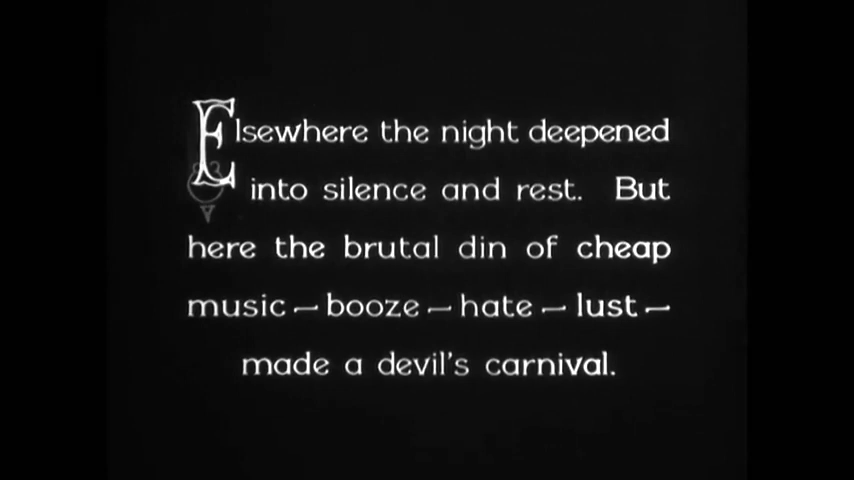 Elsewhere the night deepened
into silence and rest. But
here the brutal din of cheap
music — booze — hate — lust —
made a devil's carnival.